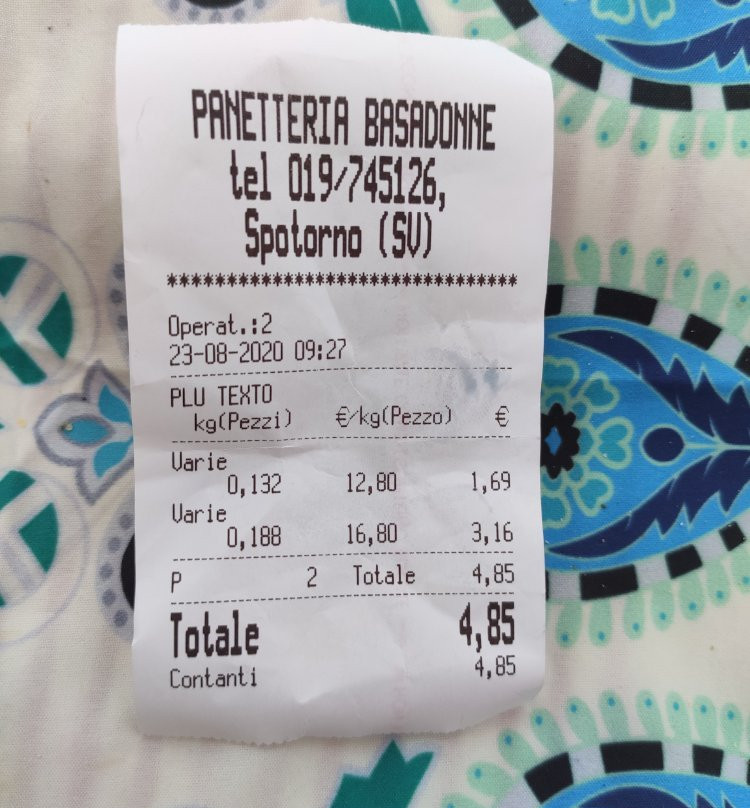 PANETTERIA BASADONNE
tel 019/745126,
Spotorno (SV)
*********************************
Operat.:2
23-08-2020 09:27
PLU TEXTO
kg(Pezzi) €/kg(Pezzo) €
Varie
0,132 12,80 1,69
Varie
0,188 16,80 3,16
P 2 Totale 4,85
Totale 4,85
Contanti 4,85